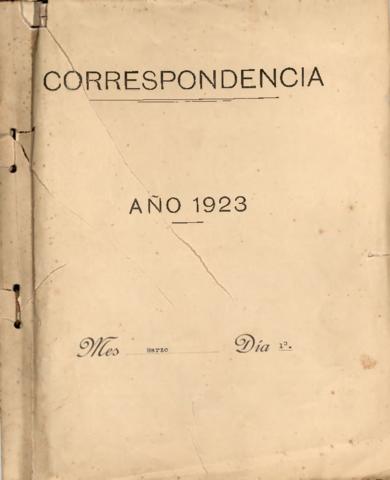 CORRESPONDENCIA
AÑO 1923
Mes Marzo Día 1º.